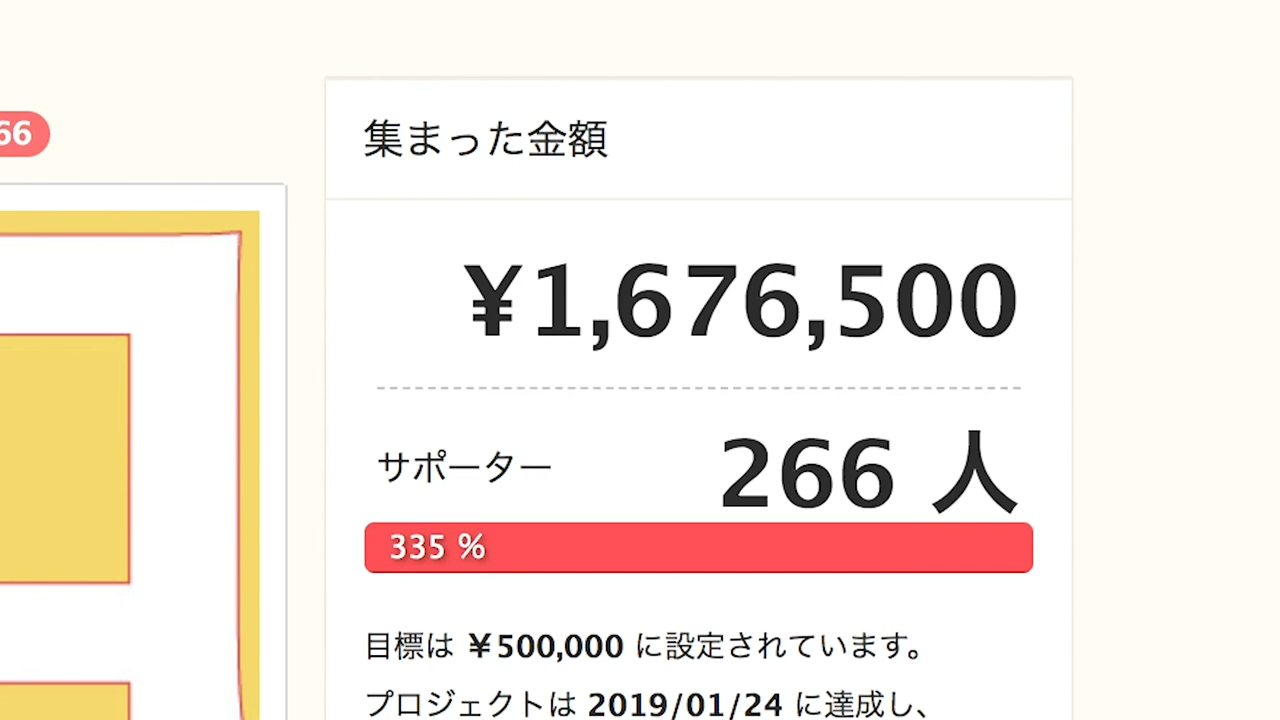 66
集まった金額
¥1,676,500
サポーター 266 人
335 %
目標は ¥500,000 に設定されています。
プロジェクトは 2019/01/24 に達成し、